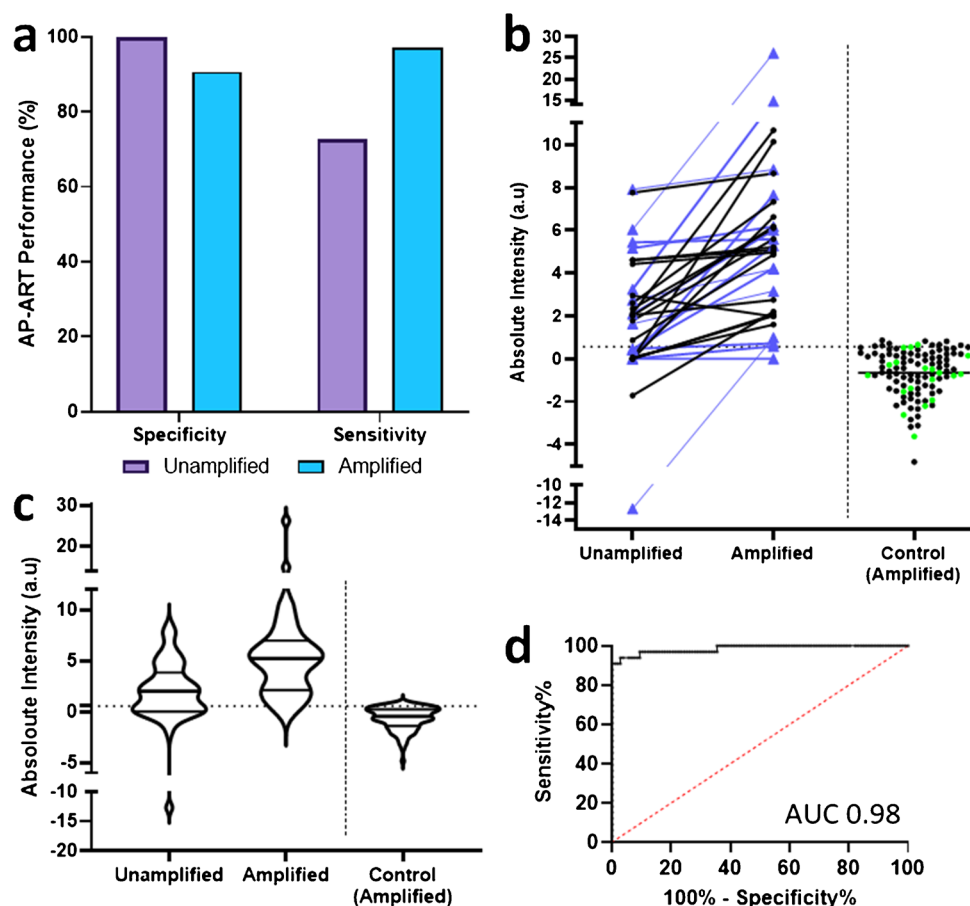 a
AP-ART Performance (%)
100
80
60
40
20
0
Specificity
Sensitivity
Unamplified
Amplified
b
Absolute Intensity (a.u)
30
25
20
15
10
8
6
4
2
0
-2
-4
-10
-12
-14
Unamplified
Amplified
Control
(Amplified)
c
Absoloute Intensity (a.u)
30
20
10
5
0
-5
-10
-15
-20
Unamplified
Amplified
Control
(Amplified)
d
Sensitivity%
100
80
60
40
20
0
AUC 0.98
0
20
40
60
80
100
100% - Specificity%